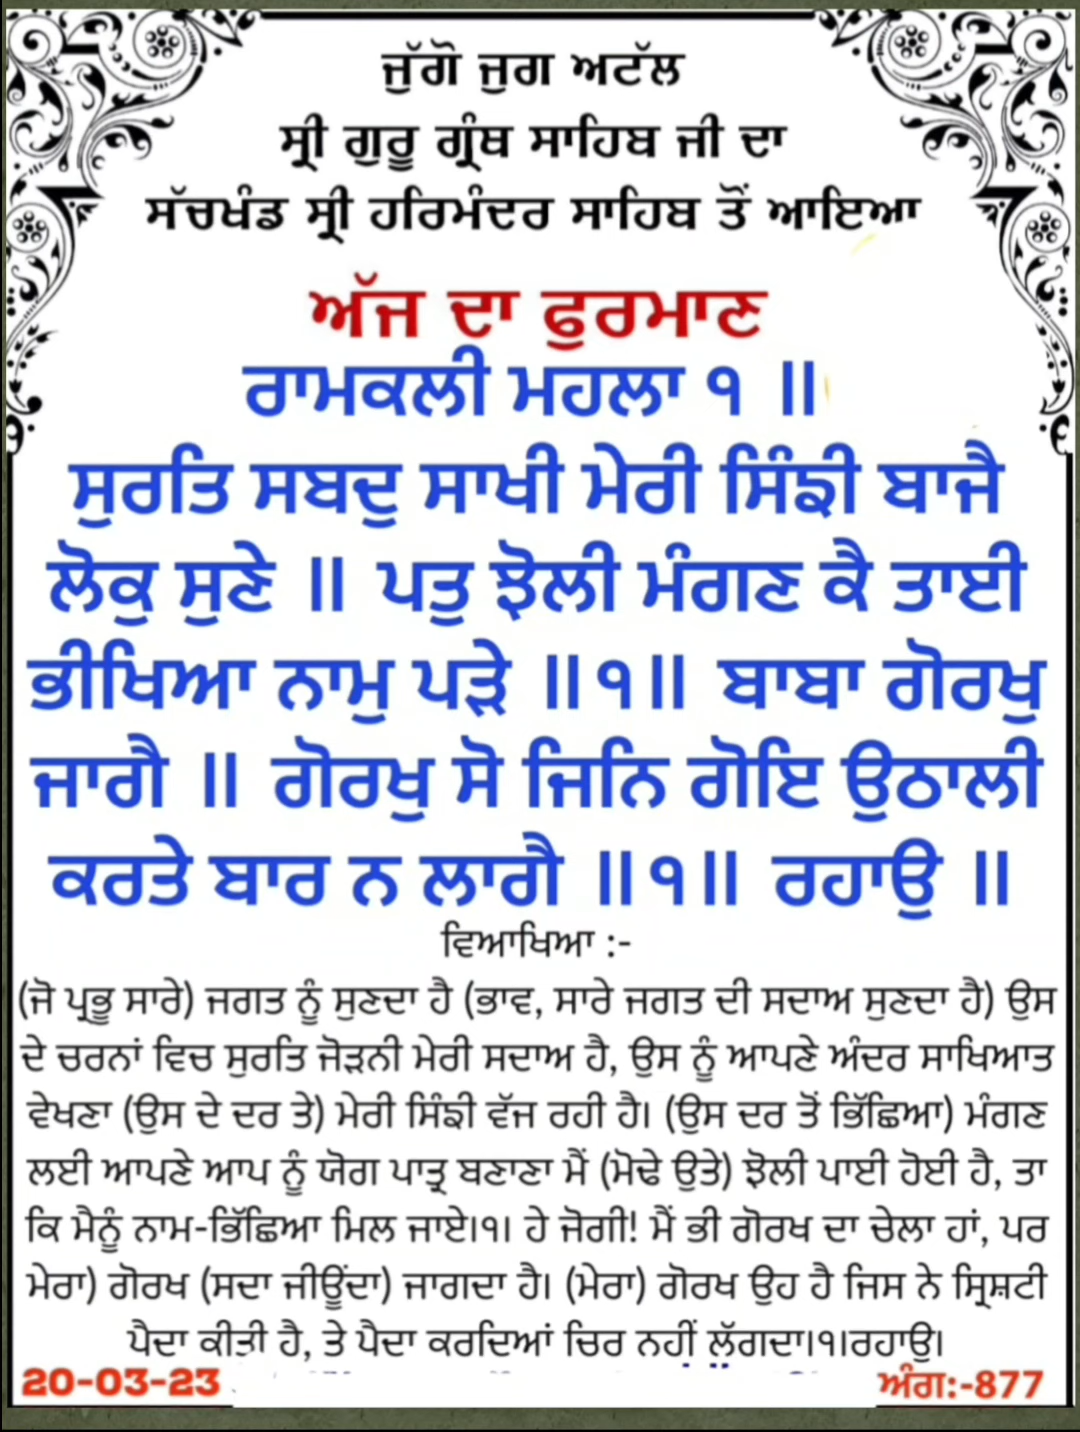 ਜੁੱਗੋ ਜੁਗ ਅਟੱਲ
ਸ੍ਰੀ ਗੁਰੂ ਗ੍ਰੰਥ ਸਾਹਿਬ ਜੀ ਦਾ
ਸੱਚਖੰਡ ਸ੍ਰੀ ਹਰਿਮੰਦਰ ਸਾਹਿਬ ਤੋਂ ਆਇਆ
ਅੱਜ ਦਾ ਫੁਰਮਾਣ
ਰਾਮਕਲੀ ਮਹਲਾ ੧ ॥
ਸੁਰਤਿ ਸਬਦੁ ਸਾਖੀ ਮੇਰੀ ਸਿੰਙੀ ਬਾਜੈ
ਲੋਕੁ ਸੁਣੇ ॥ ਪਤੁ ਝੋਲੀ ਮੰਗਣ ਕੈ ਤਾਈ
ਭੀਖਿਆ ਨਾਮੁ ਪੜੇ ॥੧॥ ਬਾਬਾ ਗੋਰਖੁ
ਜਾਗੈ ॥ ਗੋਰਖੁ ਸੋ ਜਿਨਿ ਗੋਇ ਉਠਾਲੀ
ਕਰਤੇ ਬਾਰ ਨ ਲਾਗੈ ॥੧॥ ਰਹਾਉ ॥
ਵਿਆਖਿਆ :-
(ਜੋ ਪ੍ਰਭੂ ਸਾਰੇ) ਜਗਤ ਨੂੰ ਸੁਣਦਾ ਹੈ (ਭਾਵ, ਸਾਰੇ ਜਗਤ ਦੀ ਸਦਾਅ ਸੁਣਦਾ ਹੈ) ਉਸ
ਦੇ ਚਰਨਾਂ ਵਿਚ ਸੁਰਤਿ ਜੋੜਨੀ ਮੇਰੀ ਸਦਾਅ ਹੈ, ਉਸ ਨੂੰ ਆਪਣੇ ਅੰਦਰ ਸਾਖਿਆਤ
ਵੇਖਣਾ (ਉਸ ਦੇ ਦਰ ਤੇ) ਮੇਰੀ ਸਿੰਙੀ ਵੱਜ ਰਹੀ ਹੈ। (ਉਸ ਦਰ ਤੋਂ ਭਿੱਛਿਆ) ਮੰਗਣ
ਲਈ ਆਪਣੇ ਆਪ ਨੂੰ ਯੋਗ ਪਾਤ੍ਰ ਬਣਾਣਾ ਮੈਂ (ਮੋਢੇ ਉਤੇ) ਝੋਲੀ ਪਾਈ ਹੋਈ ਹੈ, ਤਾ
ਕਿ ਮੈਨੂੰ ਨਾਮ-ਭਿੱਛਿਆ ਮਿਲ ਜਾਏ।੧। ਹੇ ਜੋਗੀ! ਮੈਂ ਭੀ ਗੋਰਖ ਦਾ ਚੇਲਾ ਹਾਂ, ਪਰ
ਮੇਰਾ) ਗੋਰਖ (ਸਦਾ ਜੀਊਂਦਾ) ਜਾਗਦਾ ਹੈ। (ਮੇਰਾ) ਗੋਰਖ ਉਹ ਹੈ ਜਿਸ ਨੇ ਸ੍ਰਿਸ਼ਟੀ
ਪੈਦਾ ਕੀਤੀ ਹੈ, ਤੇ ਪੈਦਾ ਕਰਦਿਆਂ ਚਿਰ ਨਹੀਂ ਲੱਗਦਾ।੧।ਰਹਾਉ।
20-03-23 ਅੰਗ:-877